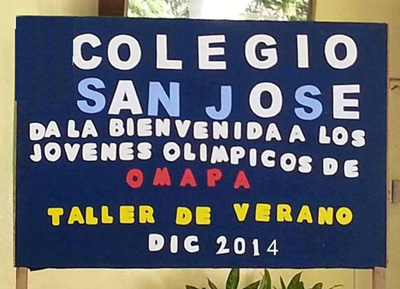 COLEGIO
SAN JOSE
DA LA BIENVENIDA A LOS
JOVENES OLIMPICOS DE
OMAPA
TALLER DE VERANO
DIC 2014